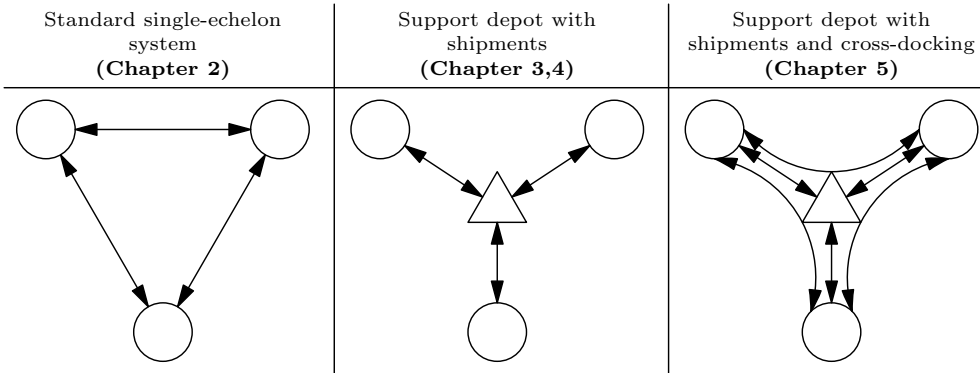 Standard single-echelon
system
(Chapter 2)
Support depot with
shipments
(Chapter 3,4)
Support depot with
shipments and cross-docking
(Chapter 5)